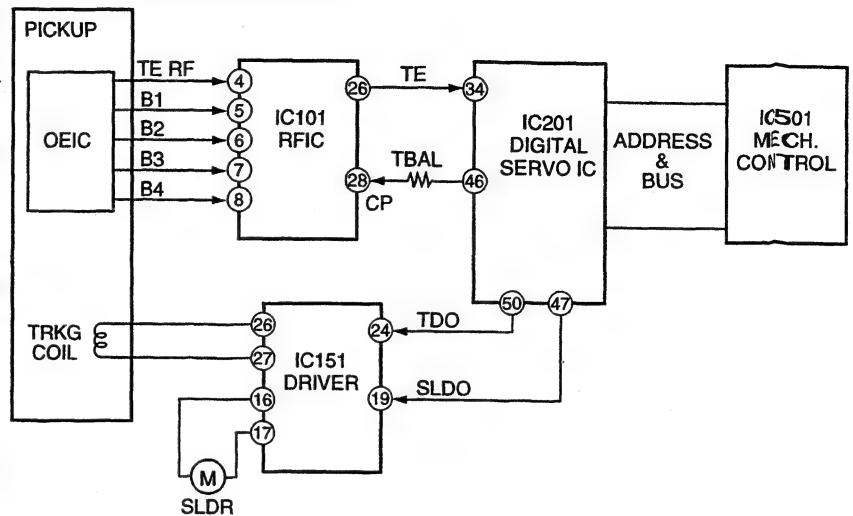 PICKUP
OEIC
TE RF
B1
B2
B3
B4
4
5
6
7
8
IC101
RFIC
26
28
CP
TE
TBAL
34
46
IC201
DIGITAL
SERVO IC
50
47
ADDRESS
&
BUS
IC501
MECH.
CONTROL
TRKG
COIL
26
27
16
17
IC151
DRIVER
24
19
TDO
SLDO
M
SLDR